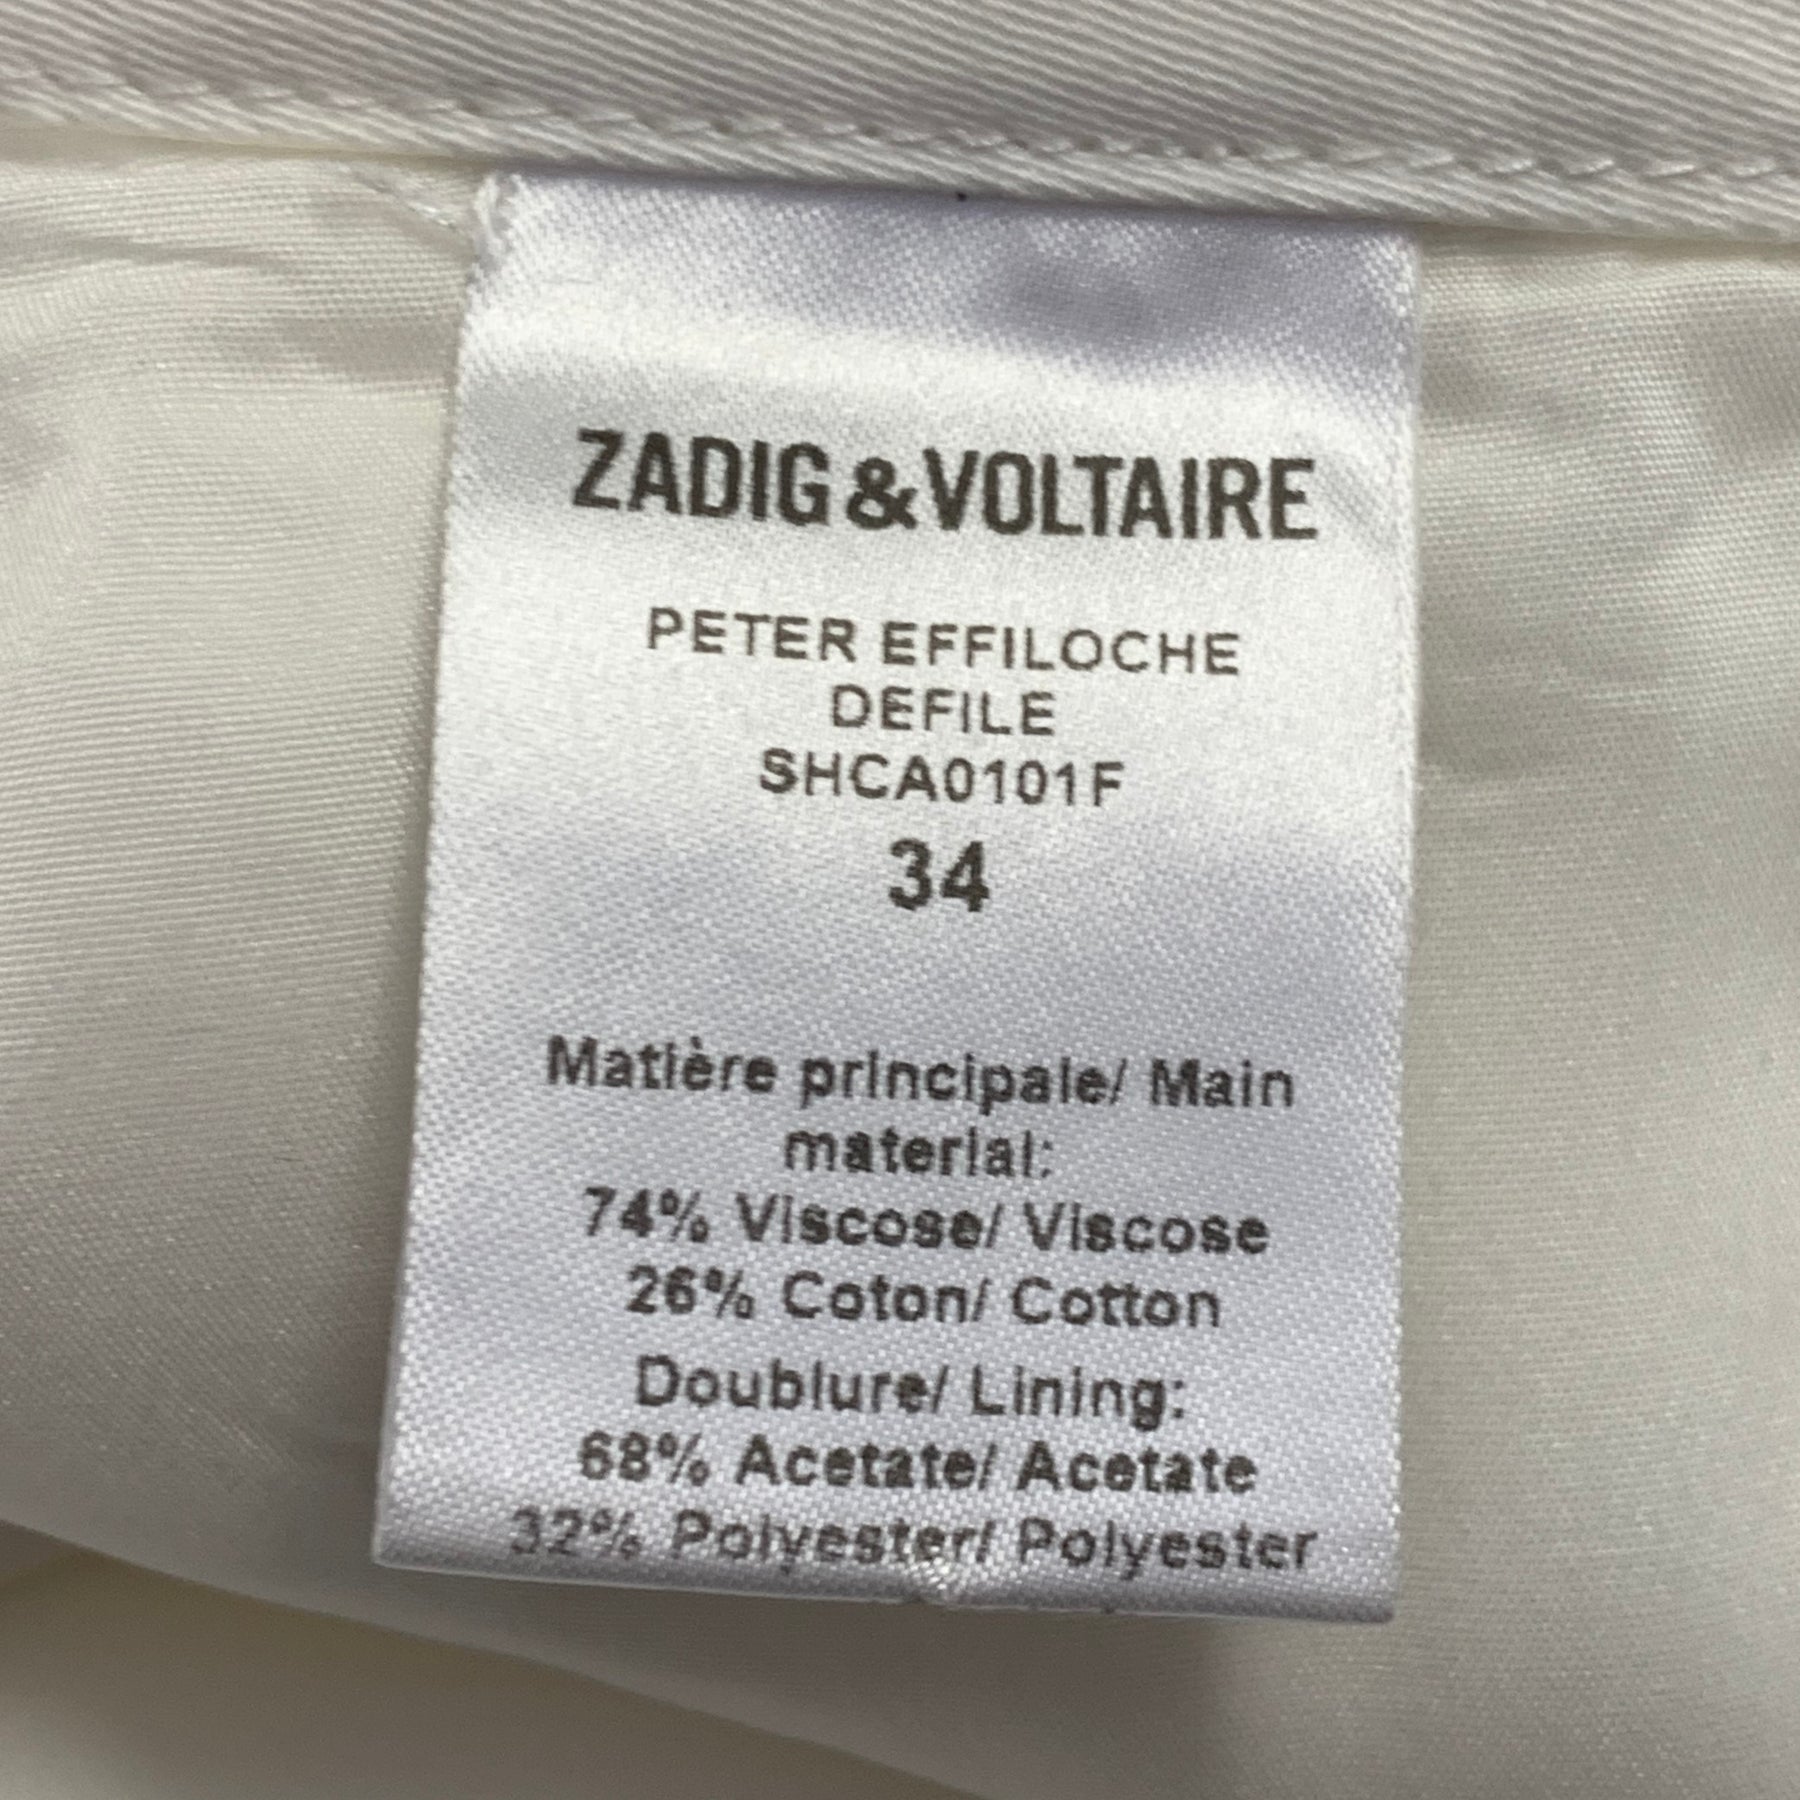 ZADIG&VOLTAIRE
PETER EFFILOCHE
DEFILE
SHCA0101F
34
Matière principale/ Main
material:
74% Viscose/ Viscose
26% Coton/ Cotton
Doublure/ Lining:
68% Acetate/ Acetate
32% Polyester/ Polyester